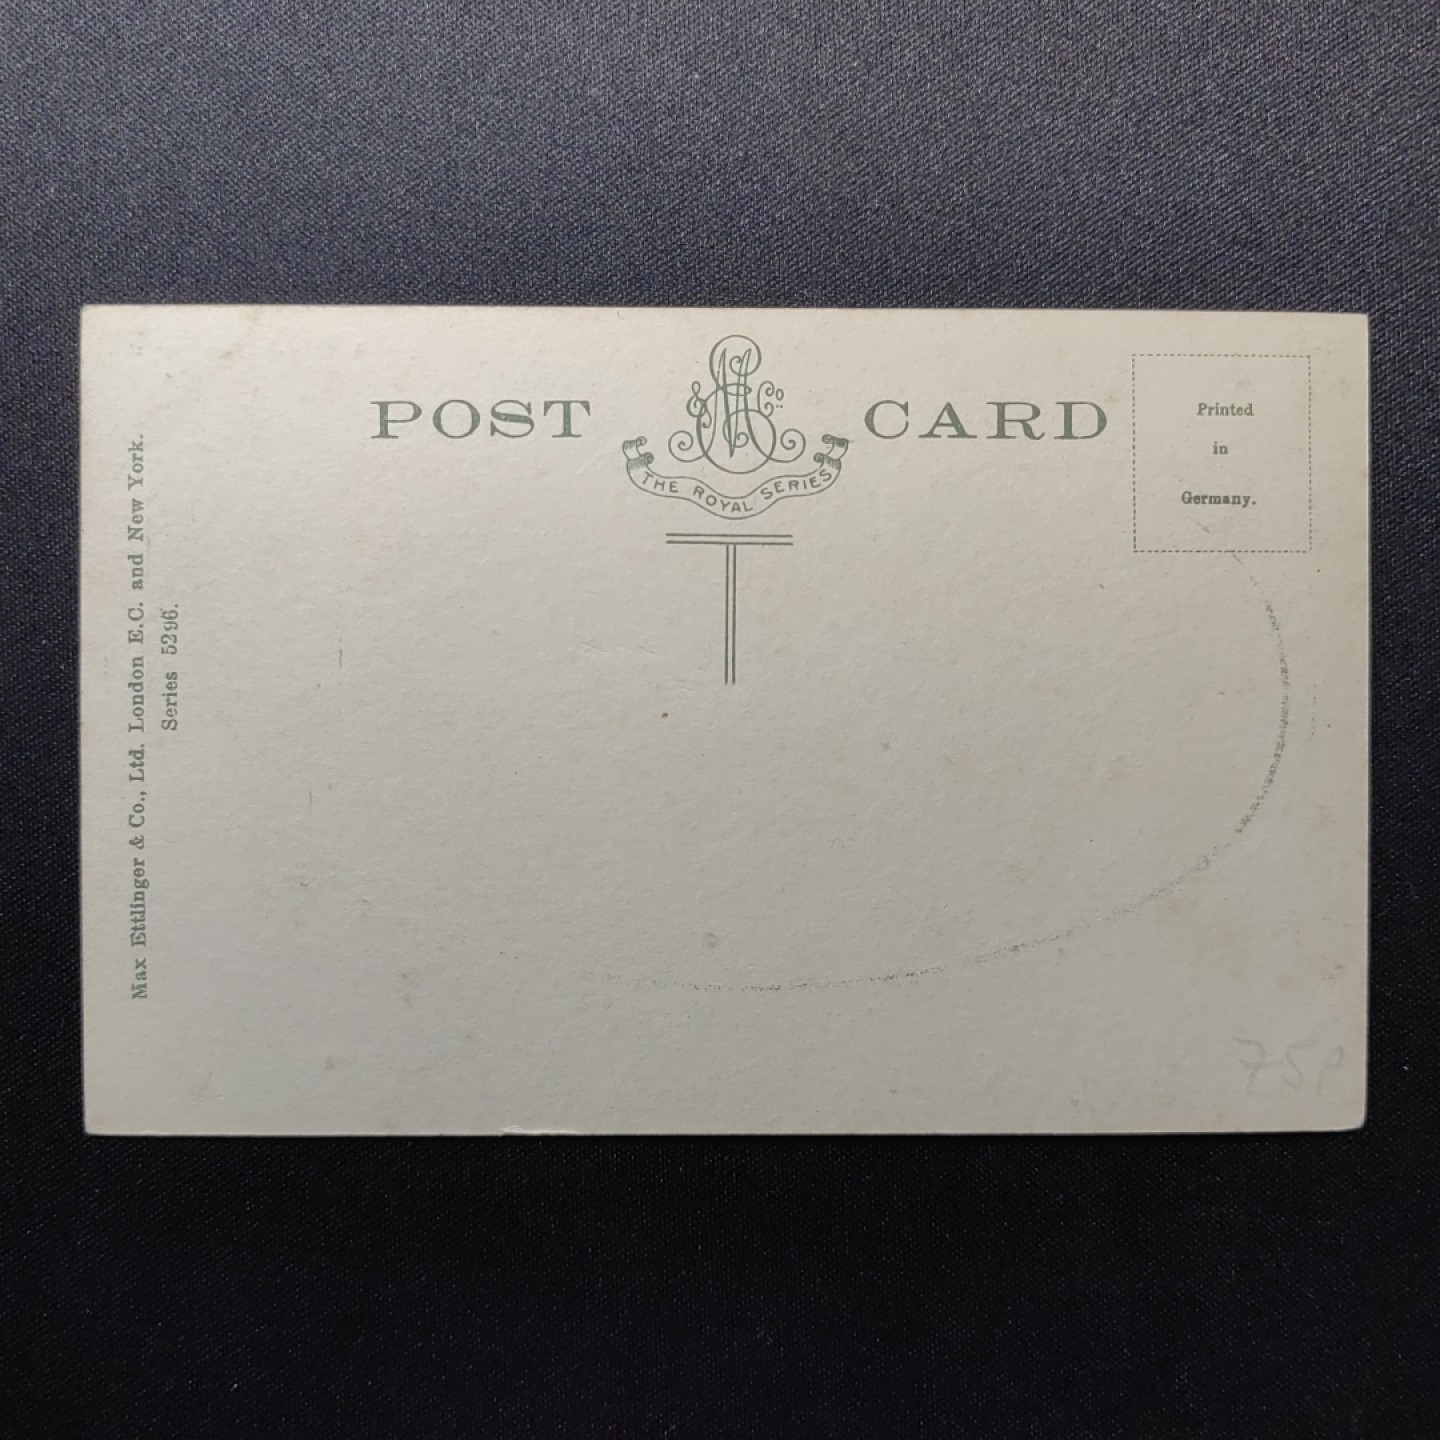 POST CARD
& Co
THE ROYAL SERIES
Printed
in
Germany.
Max Ettlinger & Co., Ltd. London E.C. and New York.
Series 5296.
75p